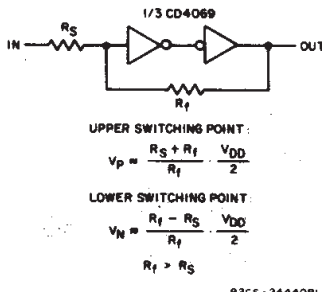 1/3 CD4069
IN
RS
OUT
Rf
UPPER SWITCHING POINT:
VP ≈ RS + Rf / Rf · VDD / 2
LOWER SWITCHING POINT:
VN ≈ Rf - RS / Rf · VDD / 2
Rf > RS